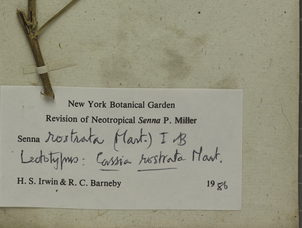 New York Botanical Garden
Revision of Neotropical Senna P. Miller
Senna rostrata (Mart.) I & B
Lectotypus: Cassia rostrata Mart.
H. S. Irwin & R. C. Barneby 1986